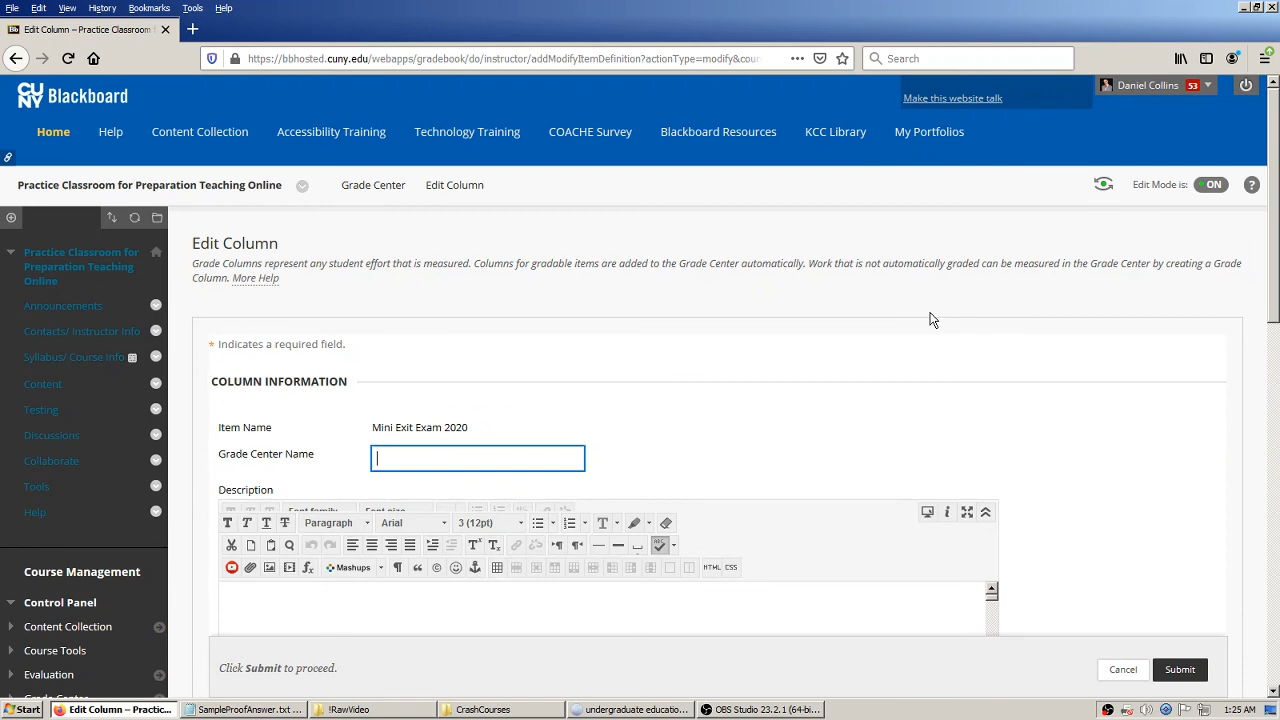 File Edit View History Bookmarks Tools Help
Bb Edit Column – Practice Classroom
https://bbhosted.cuny.edu/webapps/gradebook/do/instructor/addModifyItemDefinition?actionType=modify&cour
Search
CU
NY Blackboard
Make this website talk
Daniel Collins 53
Home Help Content Collection Accessibility Training Technology Training COACHE Survey Blackboard Resources KCC Library My Portfolios
Practice Classroom for Preparation Teaching Online Grade Center Edit Column Edit Mode is: ON ?
Practice Classroom for
Preparation Teaching
Online
Announcements
Contacts/ Instructor Info
Syllabus/ Course Info
Content
Testing
Discussions
Collaborate
Tools
Help
Course Management
Control Panel
Content Collection
Course Tools
Evaluation
Grade Center
Edit Column
Grade Columns represent any student effort that is measured. Columns for gradable items are added to the Grade Center automatically. Work that is not automatically graded can be measured in the Grade Center by creating a Grade
Column. More Help
* Indicates a required field.
COLUMN INFORMATION
Item Name Mini Exit Exam 2020
Grade Center Name
Description
Font family Font size
T T T T Paragraph Arial 3 (12pt) T
Mashups HTML CSS
Click Submit to proceed.
Cancel Submit
Start Edit Column – Practic... SampleProofAnswer.txt ... !RawVideo CrashCourses undergraduate educatio... OBS Studio 23.2.1 (64-bi... 1:25 AM